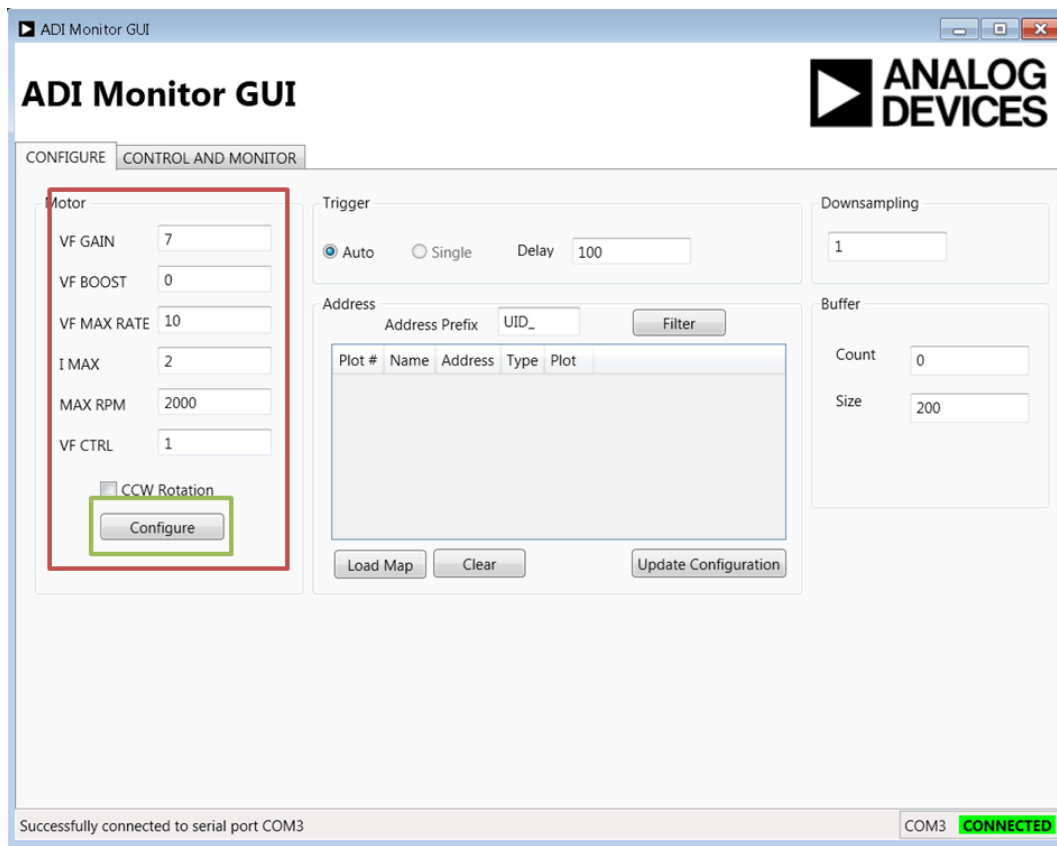 ADI Monitor GUI
ADI Monitor GUI
ANALOG
DEVICES
CONFIGURE CONTROL AND MONITOR
Motor
VF GAIN 7
VF BOOST 0
VF MAX RATE 10
I MAX 2
MAX RPM 2000
VF CTRL 1
CCW Rotation
Configure
Trigger
Auto Single Delay 100
Address
Address Prefix UID_ Filter
Plot # Name Address Type Plot
Load Map Clear Update Configuration
Downsampling
1
Buffer
Count 0
Size 200
Successfully connected to serial port COM3 COM3 CONNECTED